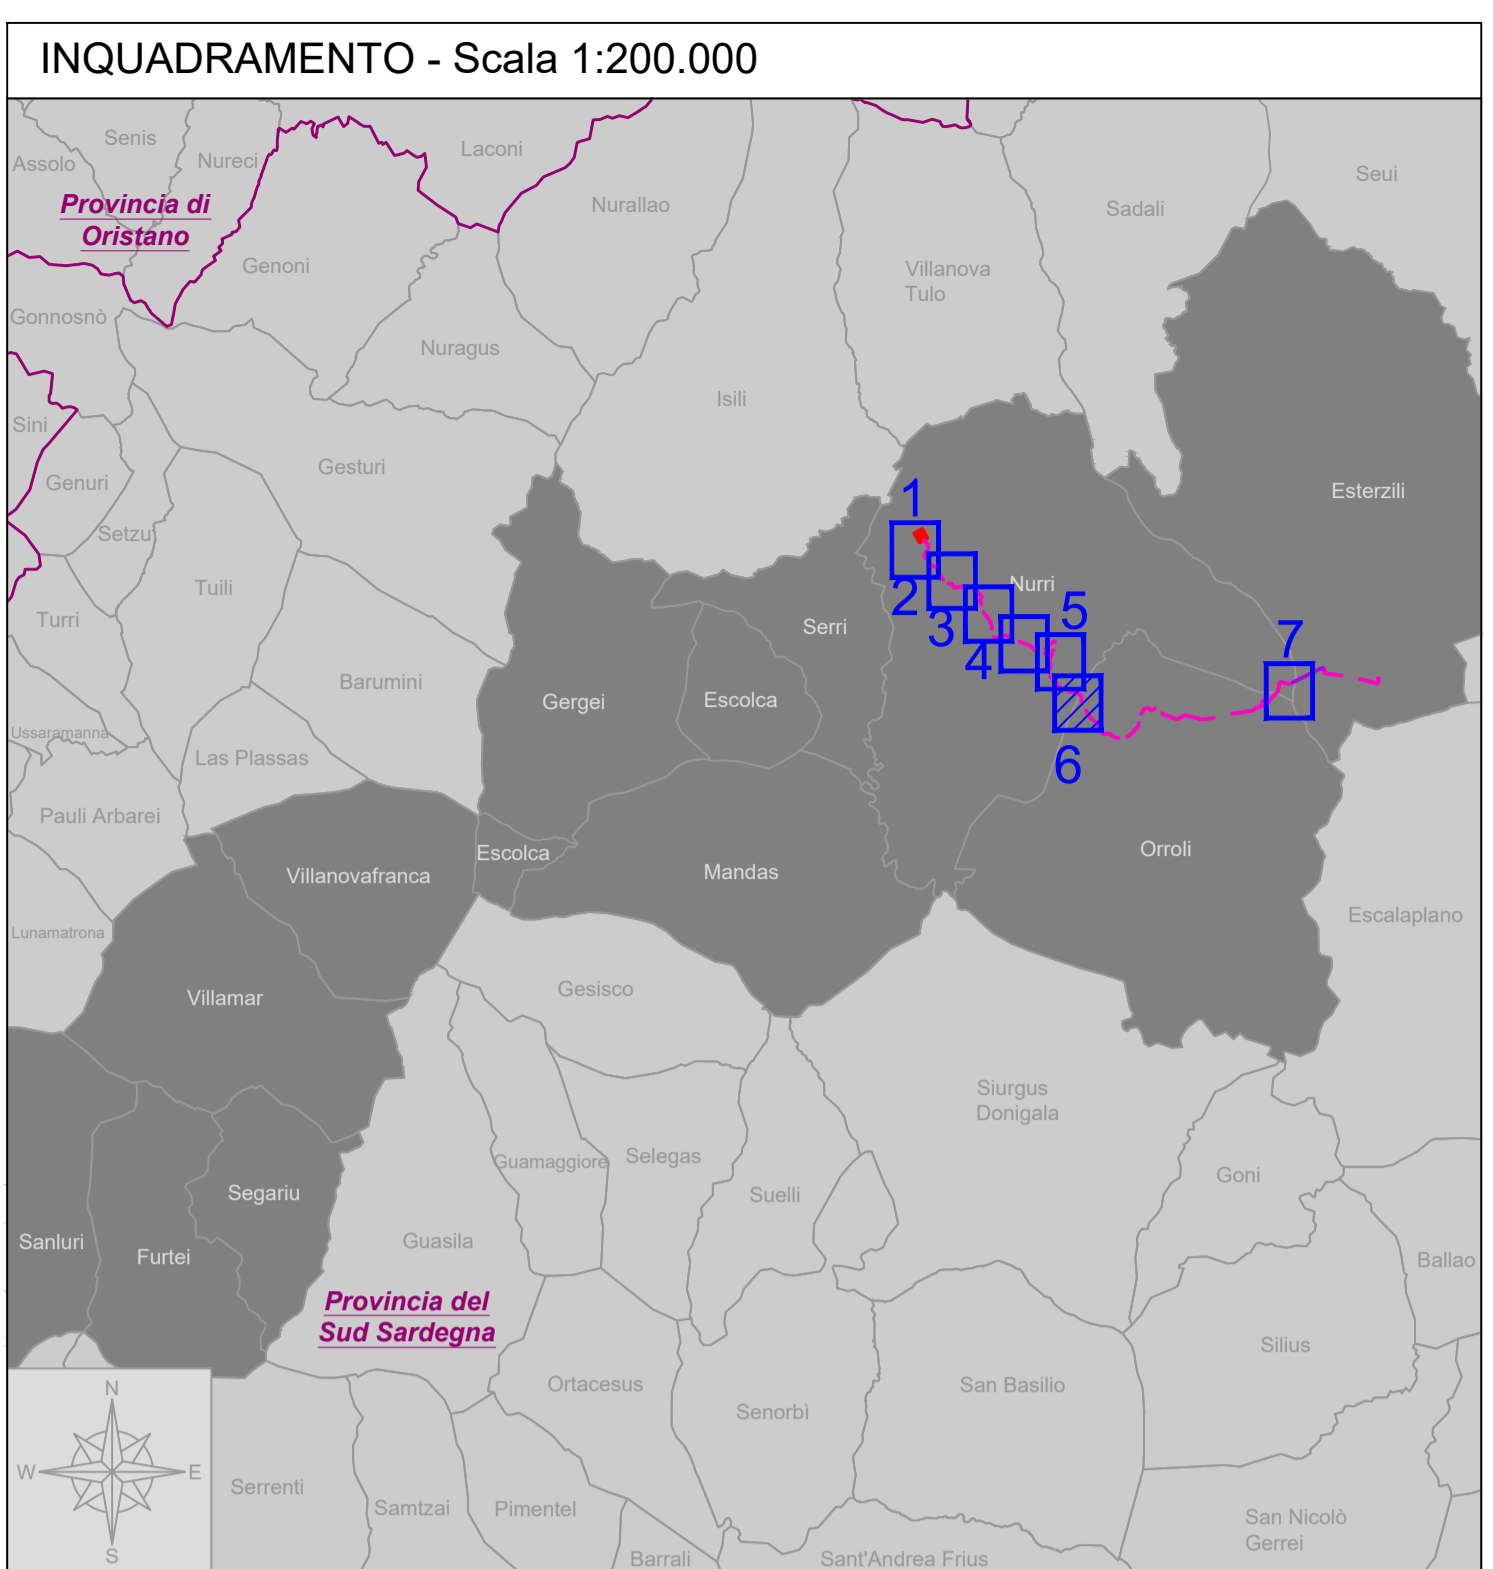 INQUADRAMENTO - Scala 1:200.000
Senis
Assolo
Nureci
Laconi
Seui
Provincia di
Oristano
Nurallao
Sadali
Genoni
Villanova
Tulo
Gonnosnò
Nuragus
Isili
Sini
Gesturi
Genuri
Esterzili
1
Setzu
Tuili
Nurri
2
5
Turri
Serri
3
7
4
Barumini
Gergei
Escolca
Ussaramanna
Las Plassas
6
Pauli Arbarei
Escolca
Orroli
Villanovafranca
Mandas
Escalaplano
Lunamatrona
Gesisco
Villamar
Siurgus
Donigala
Guamaggiore
Selegas
Goni
Segariu
Suelli
Sanluri
Guasila
Furtei
Ballao
Provincia del
Sud Sardegna
Silius
Ortacesus
San Basilio
N
Senorbì
W
E
Serrenti
Samtzai
Pimentel
San Nicolò
Gerrei
S
Barrali
Sant'Andrea Frius